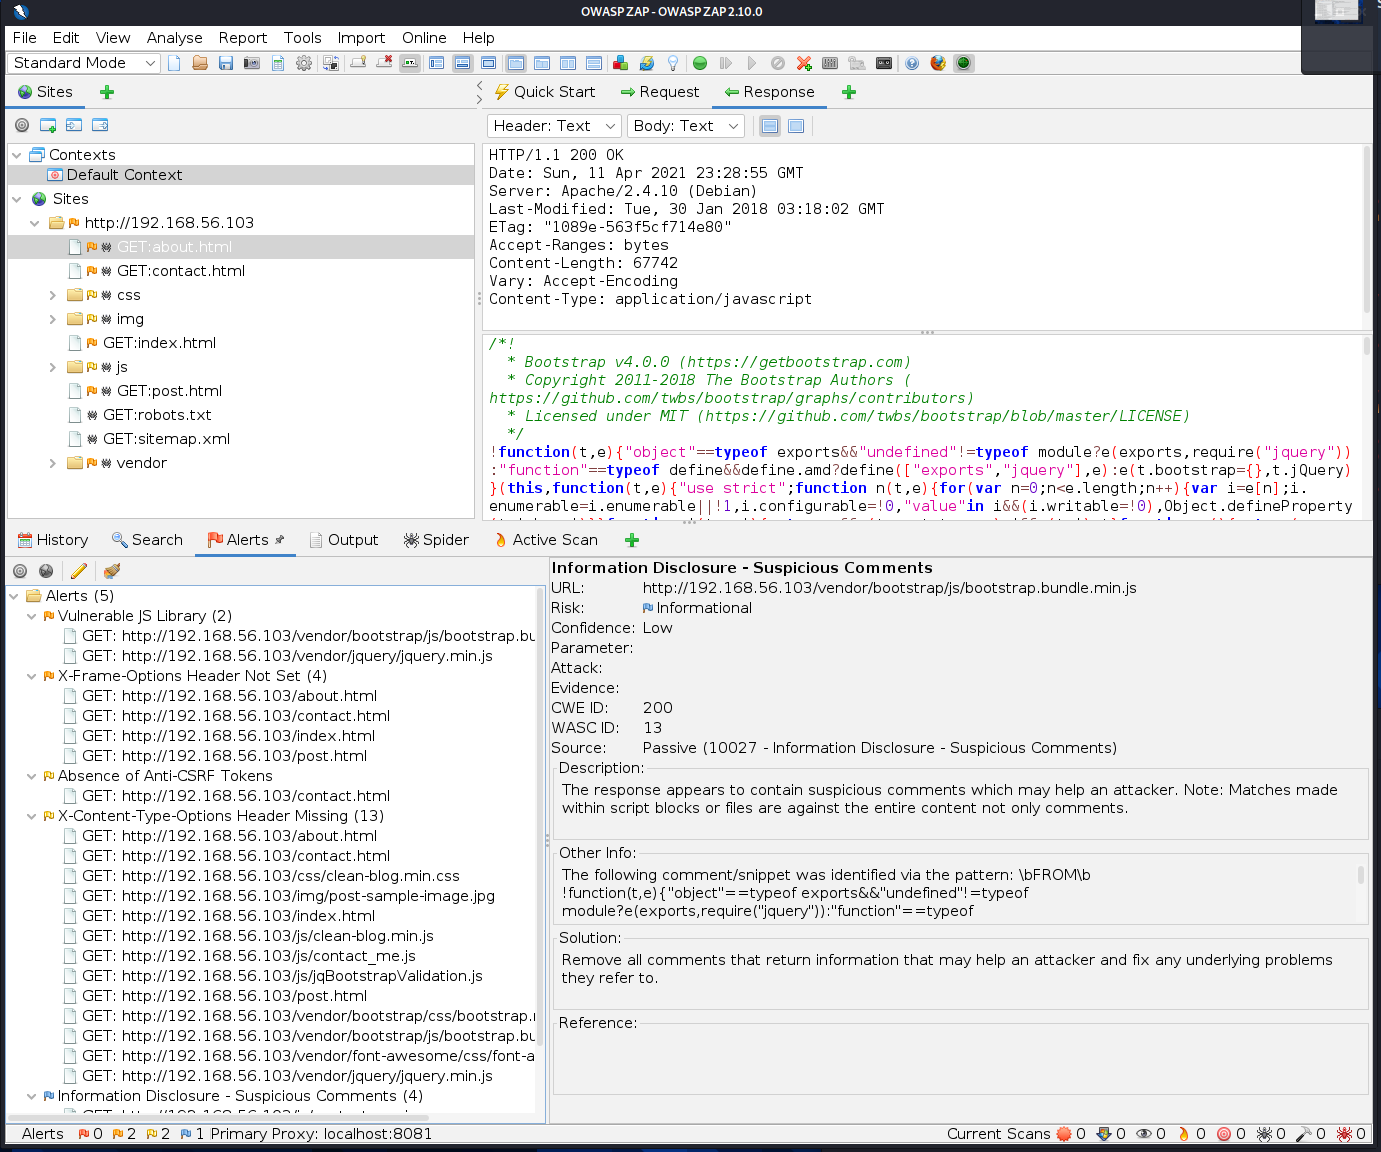 OWASP ZAP - OWASP ZAP 2.10.0
File Edit View Analyse Report Tools Import Online Help
Standard Mode
Sites
Quick Start Request Response
Header: Text Body: Text
Contexts
Default Context
Sites
http://192.168.56.103
GET:about.html
GET:contact.html
css
img
GET:index.html
js
GET:post.html
GET:robots.txt
GET:sitemap.xml
vendor
HTTP/1.1 200 OK
Date: Sun, 11 Apr 2021 23:28:55 GMT
Server: Apache/2.4.10 (Debian)
Last-Modified: Tue, 30 Jan 2018 03:18:02 GMT
ETag: "1089e-563f5cf714e80"
Accept-Ranges: bytes
Content-Length: 67742
Vary: Accept-Encoding
Content-Type: application/javascript
/*!
* Bootstrap v4.0.0 (https://getbootstrap.com)
* Copyright 2011-2018 The Bootstrap Authors (
https://github.com/twbs/bootstrap/graphs/contributors)
* Licensed under MIT (https://github.com/twbs/bootstrap/blob/master/LICENSE)
*/
!function(t,e){"object"==typeof exports&&"undefined"!=typeof module?e(exports,require("jquery"))
:"function"==typeof define&&define.amd?define(["exports","jquery"],e):e(t.bootstrap={},t.jQuery)
}(this,function(t,e){"use strict";function n(t,e){for(var n=0;n<e.length;n++){var i=e[n];i.
enumerable=i.enumerable||!1,i.configurable=!0,"value"in i&&(i.writable=!0),Object.defineProperty
History Search Alerts Output Spider Active Scan
Alerts (5)
Vulnerable JS Library (2)
GET: http://192.168.56.103/vendor/bootstrap/js/bootstrap.bu
GET: http://192.168.56.103/vendor/jquery/jquery.min.js
X-Frame-Options Header Not Set (4)
GET: http://192.168.56.103/about.html
GET: http://192.168.56.103/contact.html
GET: http://192.168.56.103/index.html
GET: http://192.168.56.103/post.html
Absence of Anti-CSRF Tokens
GET: http://192.168.56.103/contact.html
X-Content-Type-Options Header Missing (13)
GET: http://192.168.56.103/about.html
GET: http://192.168.56.103/contact.html
GET: http://192.168.56.103/css/clean-blog.min.css
GET: http://192.168.56.103/img/post-sample-image.jpg
GET: http://192.168.56.103/index.html
GET: http://192.168.56.103/js/clean-blog.min.js
GET: http://192.168.56.103/js/contact_me.js
GET: http://192.168.56.103/js/jqBootstrapValidation.js
GET: http://192.168.56.103/post.html
GET: http://192.168.56.103/vendor/bootstrap/css/bootstrap.
GET: http://192.168.56.103/vendor/bootstrap/js/bootstrap.bu
GET: http://192.168.56.103/vendor/font-awesome/css/font-a
GET: http://192.168.56.103/vendor/jquery/jquery.min.js
Information Disclosure - Suspicious Comments (4)
Information Disclosure - Suspicious Comments
URL: http://192.168.56.103/vendor/bootstrap/js/bootstrap.bundle.min.js
Risk: Informational
Confidence: Low
Parameter:
Attack:
Evidence:
CWE ID: 200
WASC ID: 13
Source: Passive (10027 - Information Disclosure - Suspicious Comments)
Description:
The response appears to contain suspicious comments which may help an attacker. Note: Matches made
within script blocks or files are against the entire content not only comments.
Other Info:
The following comment/snippet was identified via the pattern: \bFROM\b
!function(t,e){"object"==typeof exports&&"undefined"!=typeof
module?e(exports,require("jquery")):"function"==typeof
Solution:
Remove all comments that return information that may help an attacker and fix any underlying problems
they refer to.
Reference:
Alerts 0 2 2 1 Primary Proxy: localhost:8081 Current Scans 0 0 0 0 0 0 0 0